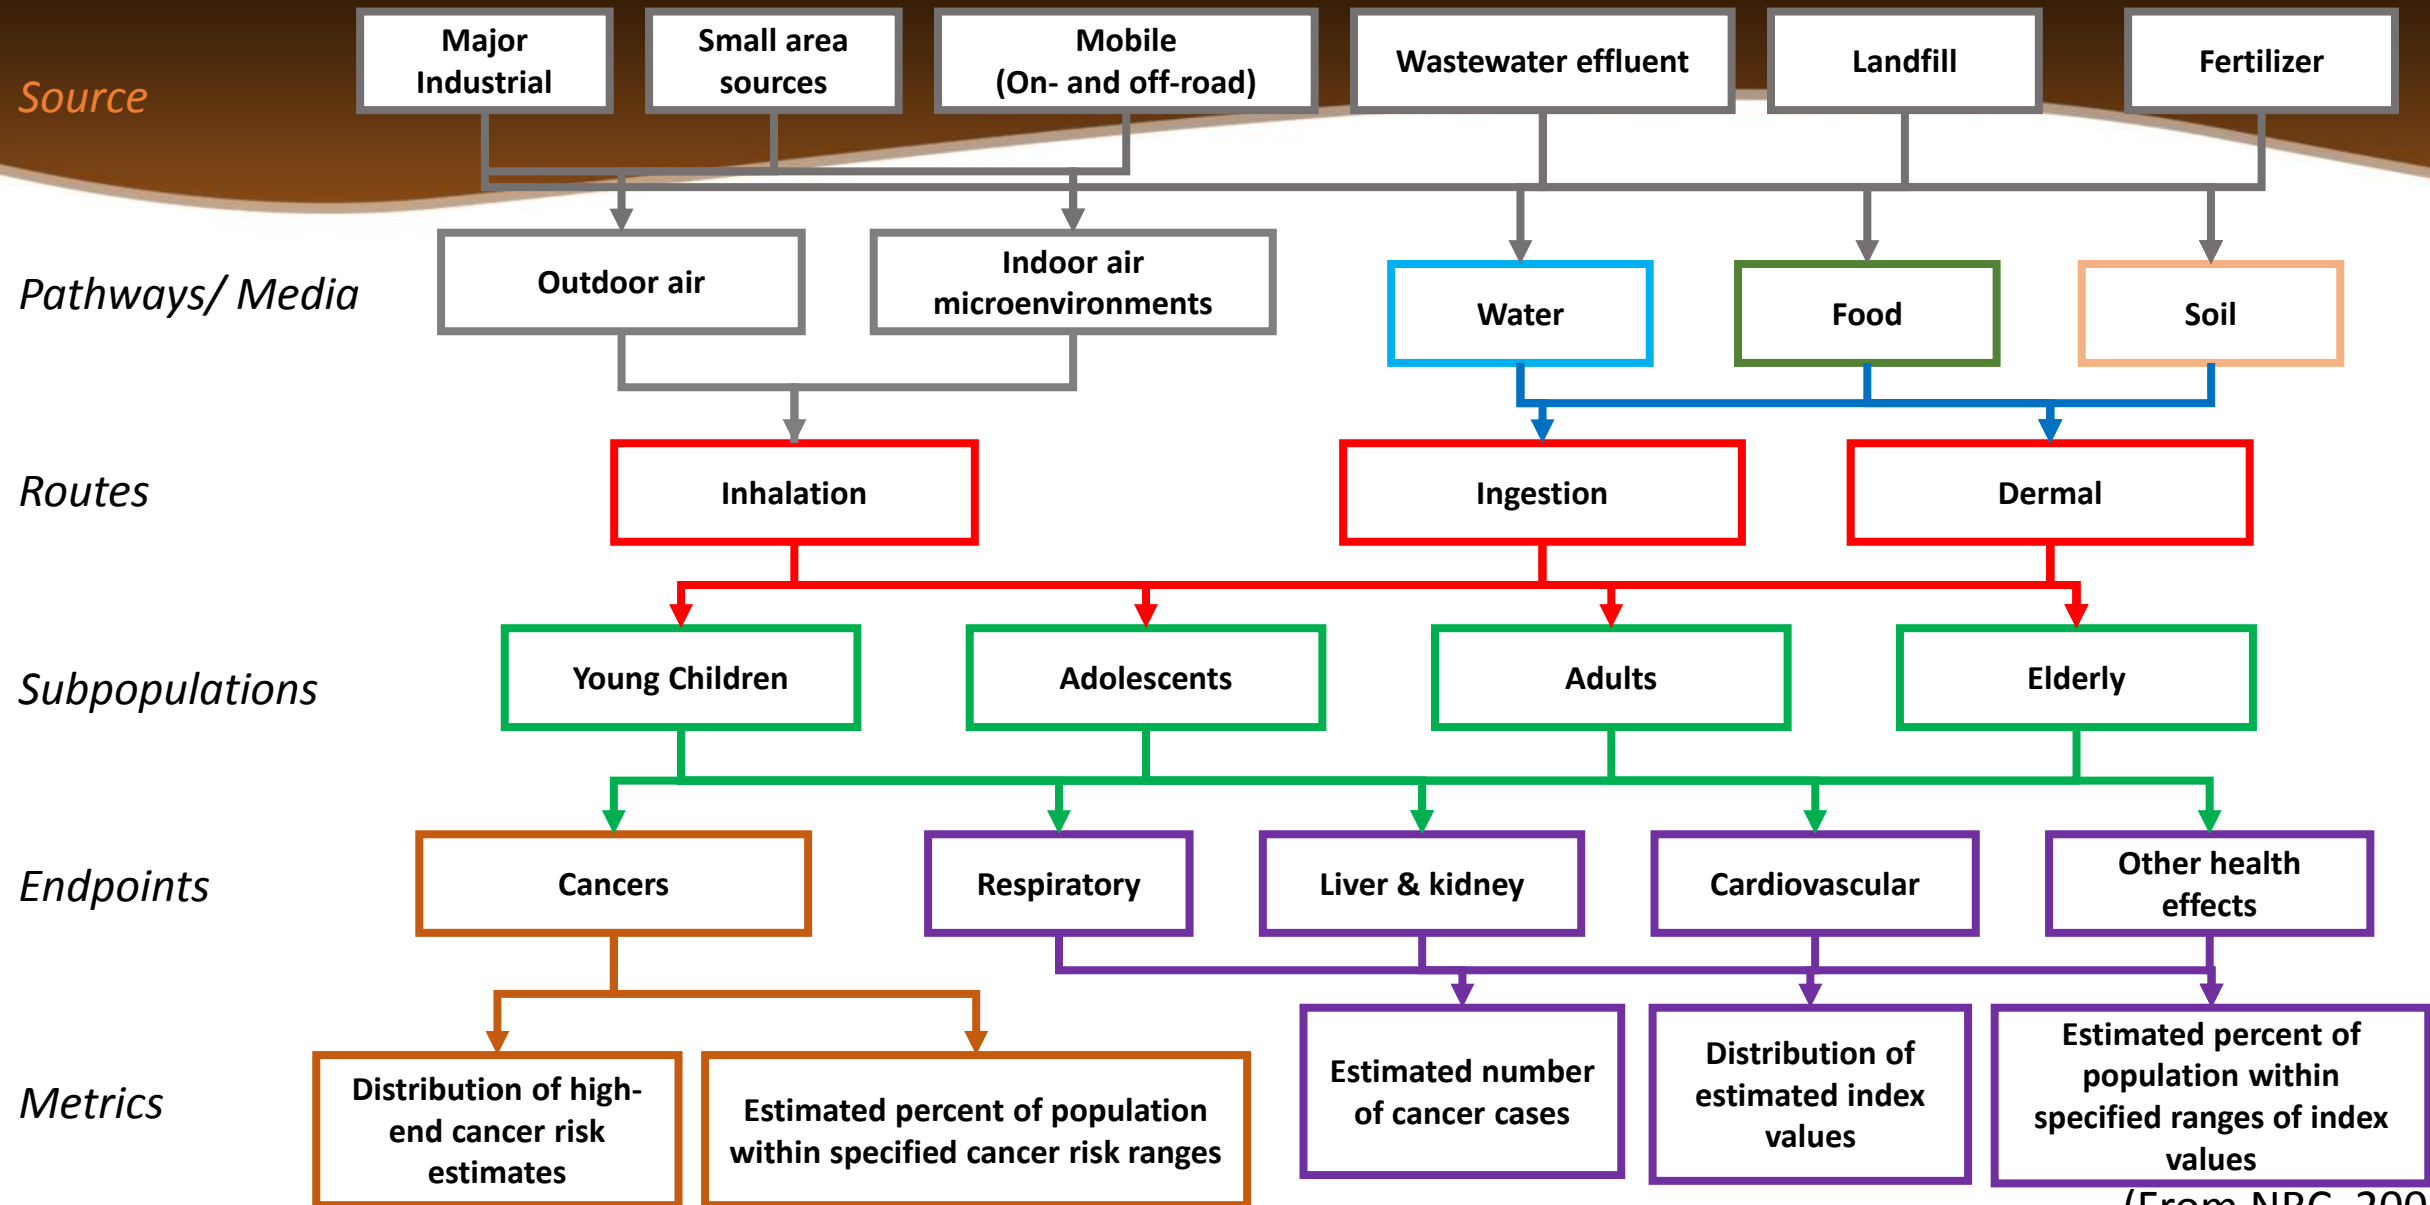 Source
Major
Industrial
Small area
sources
Mobile
(On- and off-road)
Wastewater effluent
Landfill
Fertilizer
Pathways/ Media
Outdoor air
Indoor air
microenvironments
Water
Food
Soil
Routes
Inhalation
Ingestion
Dermal
Subpopulations
Young Children
Adolescents
Adults
Elderly
Endpoints
Cancers
Respiratory
Liver & kidney
Cardiovascular
Other health
effects
Metrics
Distribution of high-
end cancer risk
estimates
Estimated percent of population
within specified cancer risk ranges
Estimated number
of cancer cases
Distribution of
estimated index
values
Estimated percent of
population within
specified ranges of index
values
(From NRC, 200